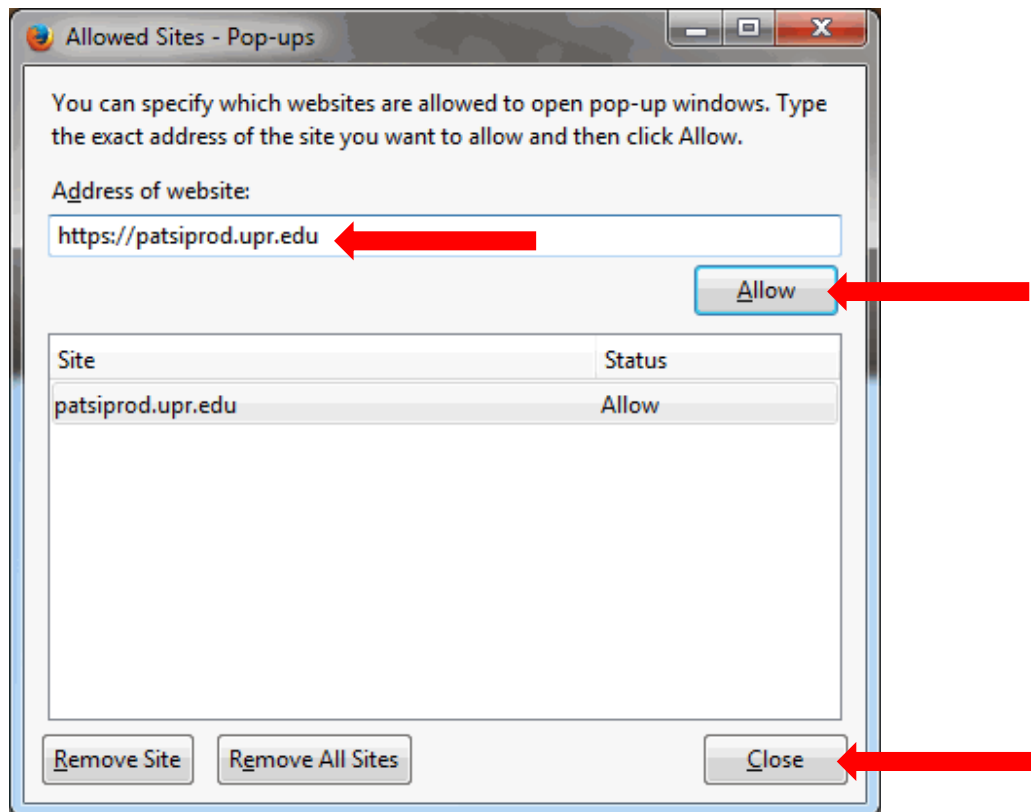 Allowed Sites - Pop-ups
You can specify which websites are allowed to open pop-up windows. Type
the exact address of the site you want to allow and then click Allow.
Address of website:
https://patsiprod.upr.edu
Allow
Site Status
patsiprod.upr.edu Allow
Remove Site Remove All Sites Close